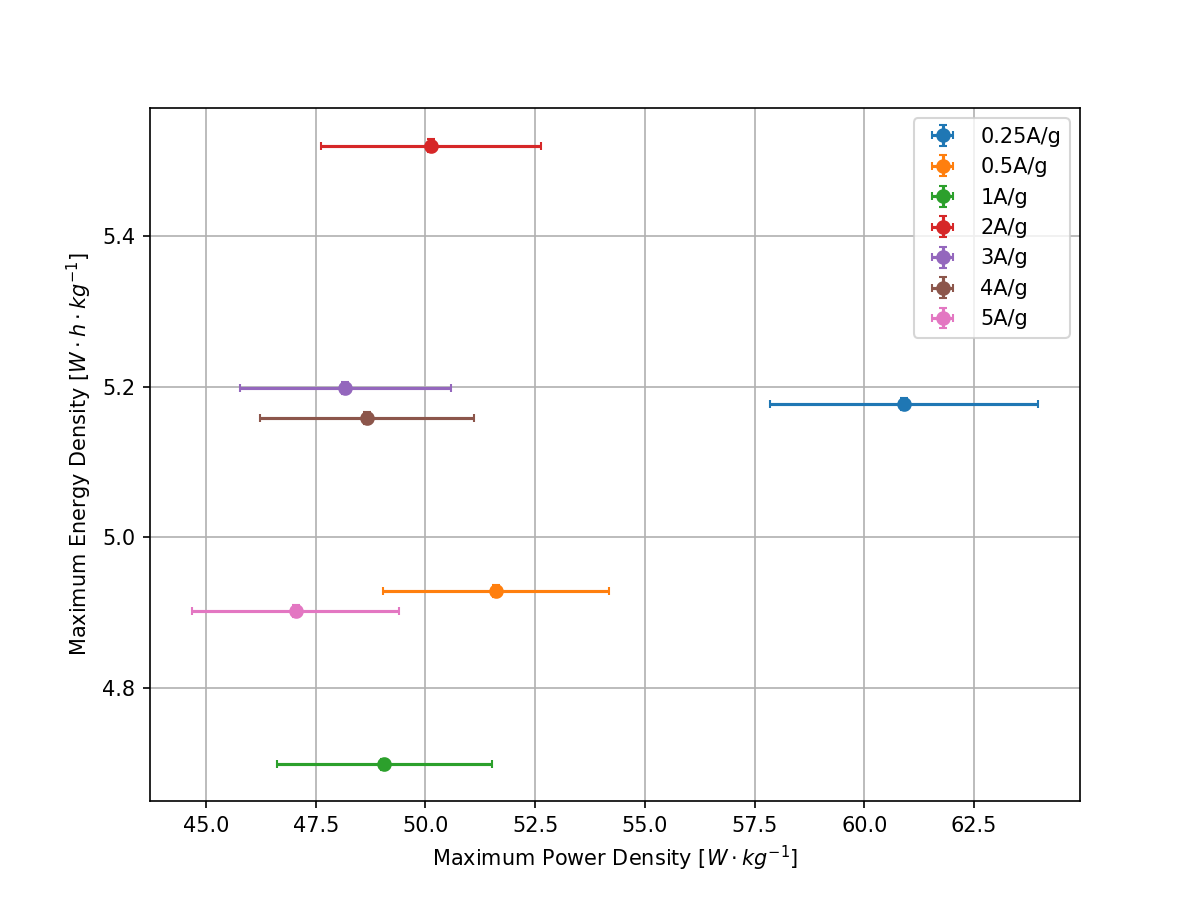 0.25A/g
0.5A/g
1A/g
2A/g
3A/g
4A/g
5A/g
5.4
5.2
5.0
4.8
Maximum Energy Density [W · h · kg⁻¹]
45.0 47.5 50.0 52.5 55.0 57.5 60.0 62.5
Maximum Power Density [W · kg⁻¹]